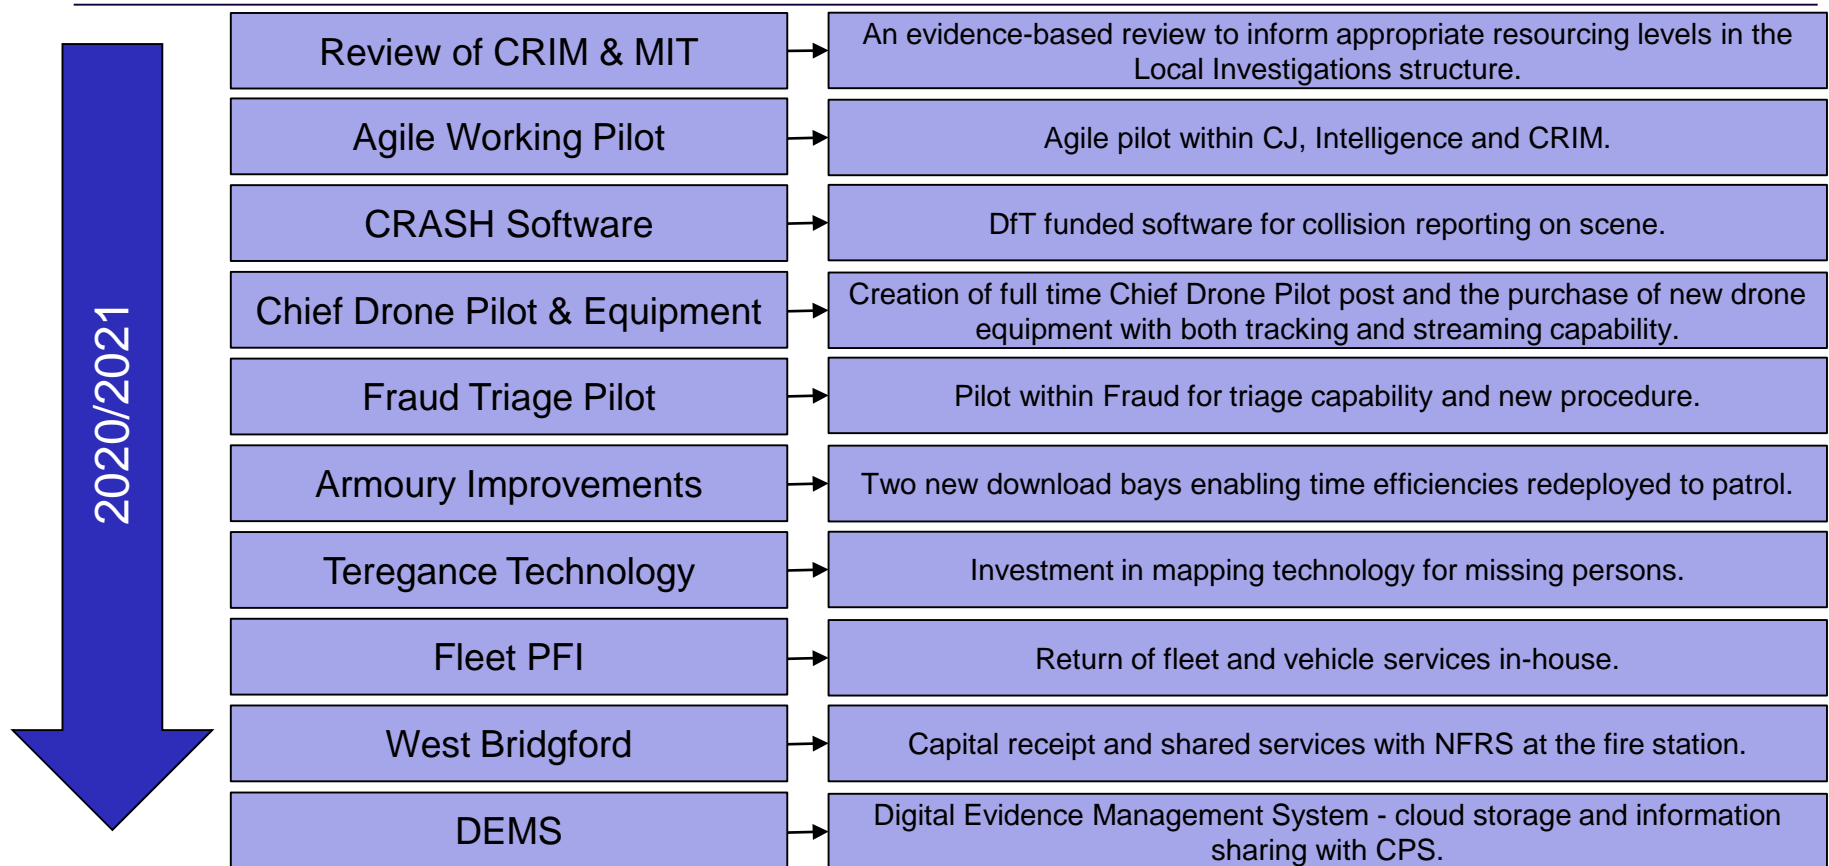 2020/2021
Review of CRIM & MIT
An evidence-based review to inform appropriate resourcing levels in the
Local Investigations structure.
Agile Working Pilot
Agile pilot within CJ, Intelligence and CRIM.
CRASH Software
DfT funded software for collision reporting on scene.
Chief Drone Pilot & Equipment
Creation of full time Chief Drone Pilot post and the purchase of new drone
equipment with both tracking and streaming capability.
Fraud Triage Pilot
Pilot within Fraud for triage capability and new procedure.
Armoury Improvements
Two new download bays enabling time efficiencies redeployed to patrol.
Teregance Technology
Investment in mapping technology for missing persons.
Fleet PFI
Return of fleet and vehicle services in-house.
West Bridgford
Capital receipt and shared services with NFRS at the fire station.
DEMS
Digital Evidence Management System - cloud storage and information
sharing with CPS.